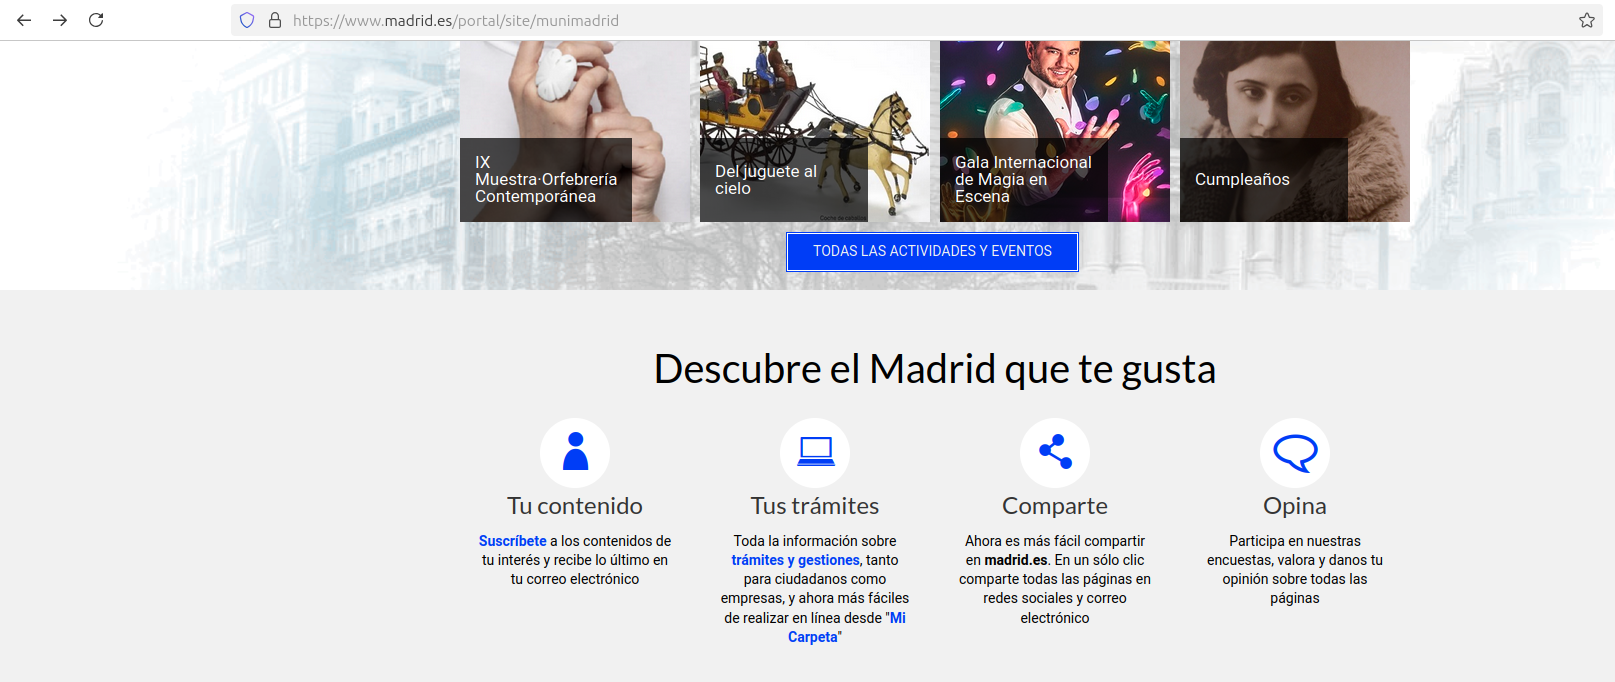 https://www.madrid.es/portal/site/munimadrid
IX
Muestra·Orfebrería
Contemporánea
Del juguete al
cielo
Coche de caballos
Gala Internacional
de Magia en
Escena
Cumpleaños
TODAS LAS ACTIVIDADES Y EVENTOS
Descubre el Madrid que te gusta
Tu contenido
Suscríbete a los contenidos de
tu interés y recibe lo último en
tu correo electrónico
Tus trámites
Toda la información sobre
trámites y gestiones, tanto
para ciudadanos como
empresas, y ahora más fáciles
de realizar en línea desde "Mi
Carpeta"
Comparte
Ahora es más fácil compartir
en madrid.es. En un sólo clic
comparte todas las páginas en
redes sociales y correo
electrónico
Opina
Participa en nuestras
encuestas, valora y danos tu
opinión sobre todas las
páginas